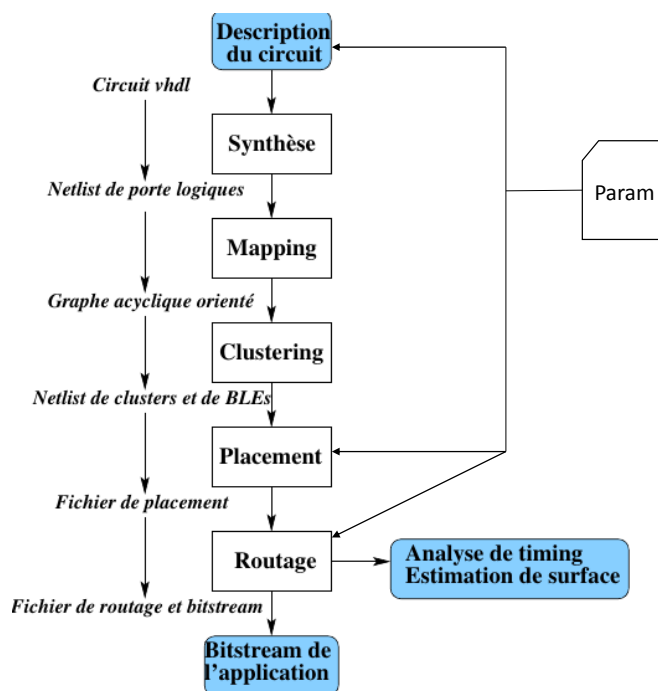 Description
du circuit
Circuit vhdl
Synthèse
Param
Netlist de porte logiques
Mapping
Graphe acyclique orienté
Clustering
Netlist de clusters et de BLEs
Placement
Fichier de placement
Routage
Analyse de timing
Estimation de surface
Fichier de routage et bitstream
Bitstream de
l'application